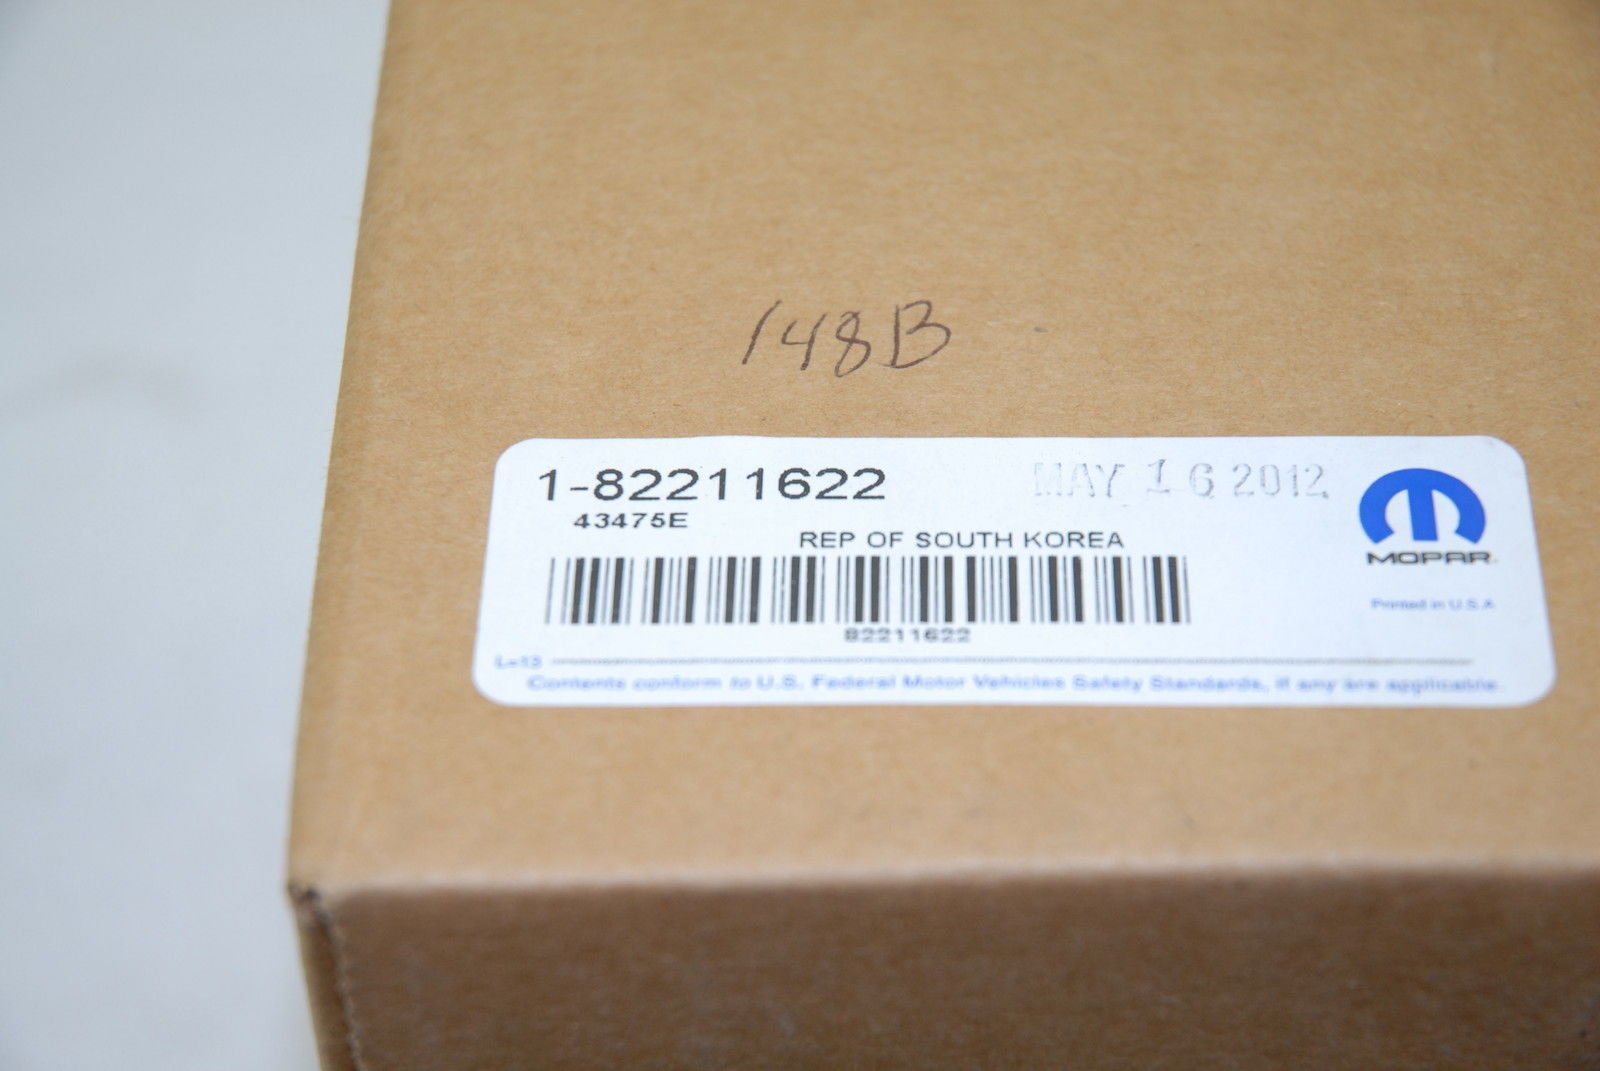 148B
1-82211622 MAY 16 2012
43475E
REP OF SOUTH KOREA
MOPAR
Printed in U.S.A
82211622
L-13
Contents conform to U.S. Federal Motor Vehicles Safety Standards, if any are applicable.